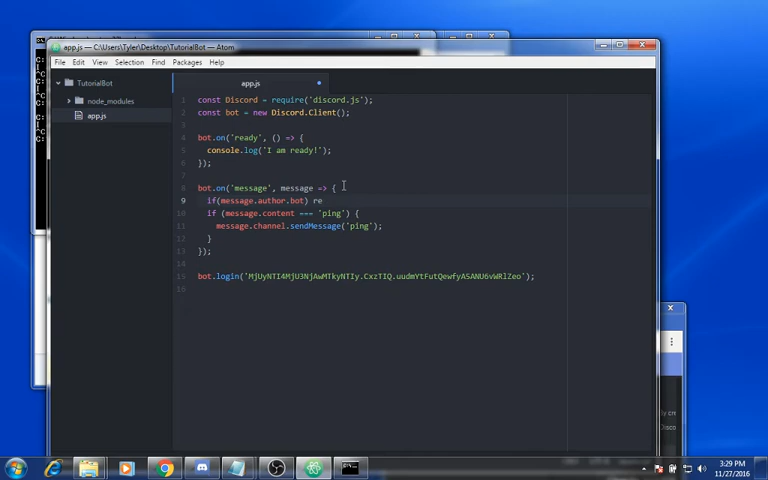 app.js — C:\Users\Tyler\Desktop\TutorialBot — Atom
File Edit View Selection Find Packages Help
TutorialBot
node_modules
app.js
app.js
1 const Discord = require('discord.js');
2 const bot = new Discord.Client();
3
4 bot.on('ready', () => {
5 console.log('I am ready!');
6 });
7
8 bot.on('message', message => {
9 if(message.author.bot) re
10 if (message.content === 'ping') {
11 message.channel.sendMessage('ping');
12 }
13 });
14
15 bot.login('MjUyNTI4MjU3NjAwMTkyNTIy.CxzTIQ.uudmYtFutQewfyASANU6vWRlZeo');
16
3:29 PM
11/27/2016